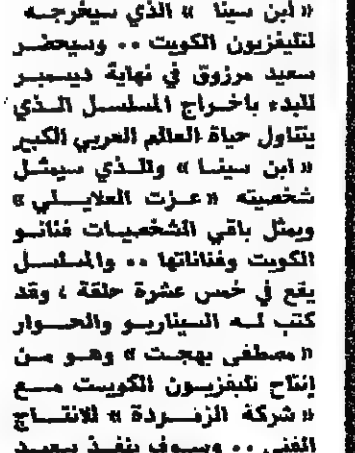 « ابن سينا » الذي سيخرجه
لتليفزيون الكويت .. وسيحضر
سعيد مرزوق في نهاية ديسمبر
للبدء باخراج المسلسل الذي
يتناول حياة العالم العربي الكبير
« ابن سينا » والذي سيمثل
شخصيته « عزت العلايلي »
ويمثل باقي الشخصيات فنانو
الكويت وفناناتها .. والمسلسل
يقع في خمس عشرة حلقة ، وقد
كتب له السيناريو والحوار
« مصطفى بهجت » وهو من
إنتاج تليفزيون الكويت مع
« شركة الزمردة » للانتاج
الفني .. وسوف ينفذ سعيد